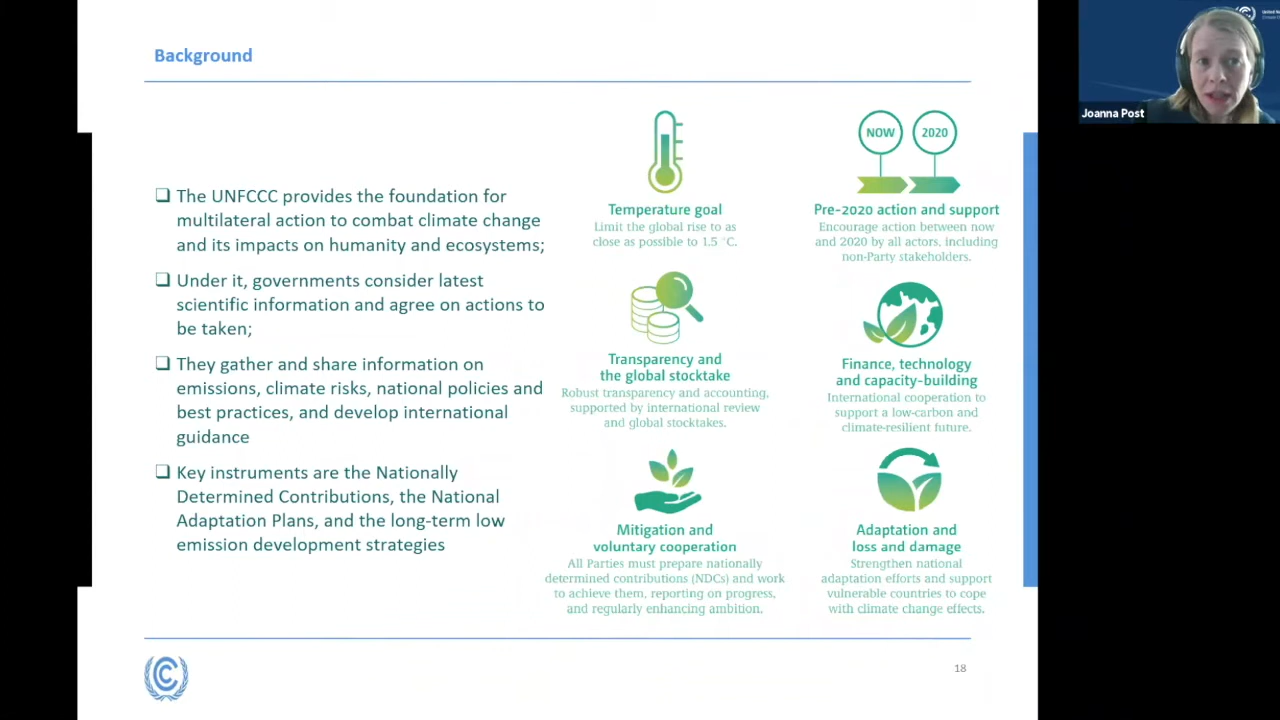 Background
❑ The UNFCCC provides the foundation for
multilateral action to combat climate change
and its impacts on humanity and ecosystems;
❑ Under it, governments consider latest
scientific information and agree on actions to
be taken;
❑ They gather and share information on
emissions, climate risks, national policies and
best practices, and develop international
guidance
❑ Key instruments are the Nationally
Determined Contributions, the National
Adaptation Plans, and the long-term low
emission development strategies
Temperature goal
Limit the global rise to as
close as possible to 1.5 °C.
NOW
2020
Pre-2020 action and support
Encourage action between now
and 2020 by all actors, including
non-Party stakeholders.
Transparency and
the global stocktake
Robust transparency and accounting,
supported by international review
and global stocktakes.
Finance, technology
and capacity-building
International cooperation to
support a low-carbon and
climate-resilient future.
Mitigation and
voluntary cooperation
All Parties must prepare nationally
determined contributions (NDCs) and work
to achieve them, reporting on progress,
and regularly enhancing ambition.
Adaptation and
loss and damage
Strengthen national
adaptation efforts and support
vulnerable countries to cope
with climate change effects.
18
Joanna Post